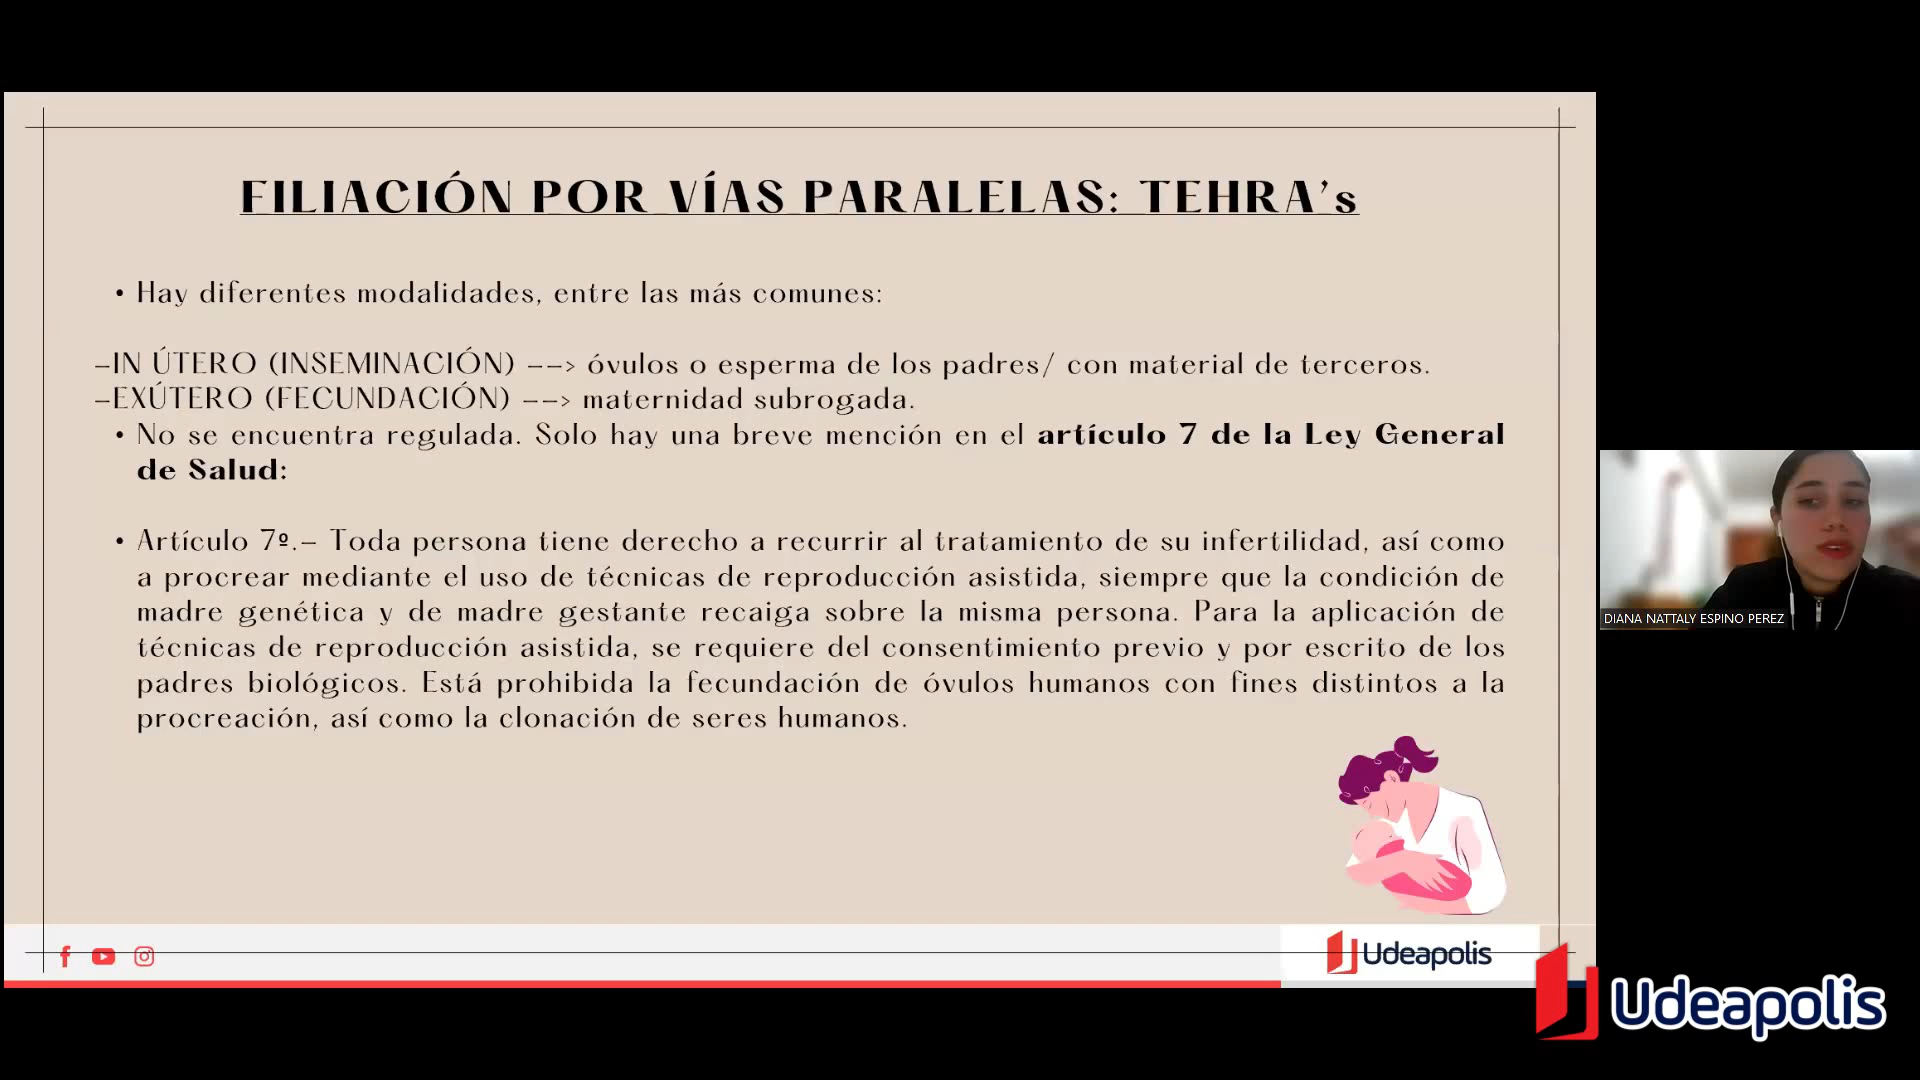 FILIACIÓN POR VÍAS PARALELAS: TEHRA's
• Hay diferentes modalidades, entre las más comunes:
-IN ÚTERO (INSEMINACIÓN) --> óvulos o esperma de los padres/ con material de terceros.
-EXÚTERO (FECUNDACIÓN) --> maternidad subrogada.
• No se encuentra regulada. Solo hay una breve mención en el artículo 7 de la Ley General
de Salud:
• Artículo 7º.- Toda persona tiene derecho a recurrir al tratamiento de su infertilidad, así como
a procrear mediante el uso de técnicas de reproducción asistida, siempre que la condición de
madre genética y de madre gestante recaiga sobre la misma persona. Para la aplicación de
técnicas de reproducción asistida, se requiere del consentimiento previo y por escrito de los
padres biológicos. Está prohibida la fecundación de óvulos humanos con fines distintos a la
procreación, así como la clonación de seres humanos.
DIANA NATTALY ESPINO PEREZ
Udeapolis
Udeapolis